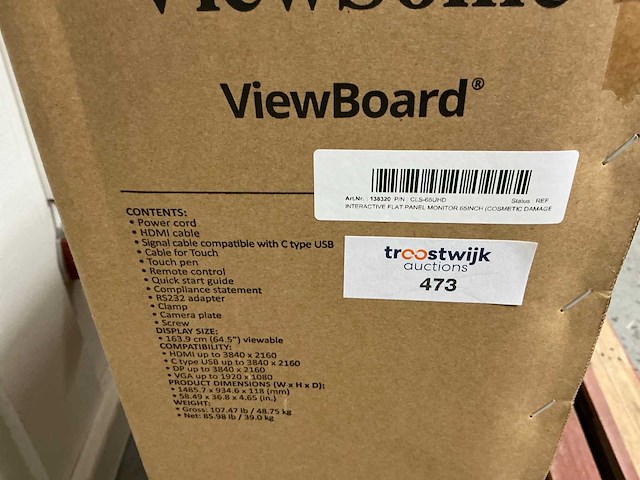 ViewSonic
ViewBoard®
Art.Nr. : 138320 P/N : CLS-65UHD Status : REF
INTERACTIVE FLAT PANEL MONITOR 65INCH (COSMETIC DAMAGE
troostwijk
auctions
473
CONTENTS:
• Power cord
• HDMI cable
• Signal cable compatible with C type USB
• Cable for Touch
• Touch pen
• Remote control
• Quick start guide
• Compliance statement
• RS232 adapter
• Clamp
• Camera plate
• Screw
DISPLAY SIZE:
• 163.9 cm (64.5") viewable
COMPATIBILITY:
• HDMI up to 3840 x 2160
• C type USB up to 3840 x 2160
• DP up to 3840 x 2160
• VGA up to 1920 x 1080
PRODUCT DIMENSIONS (W x H x D):
• 1485.7 x 934.6 x 118 (mm)
• 58.49 x 36.8 x 4.65 (in.)
WEIGHT:
• Gross: 107.47 lb / 48.75 kg
• Net: 85.98 lb / 39.0 kg